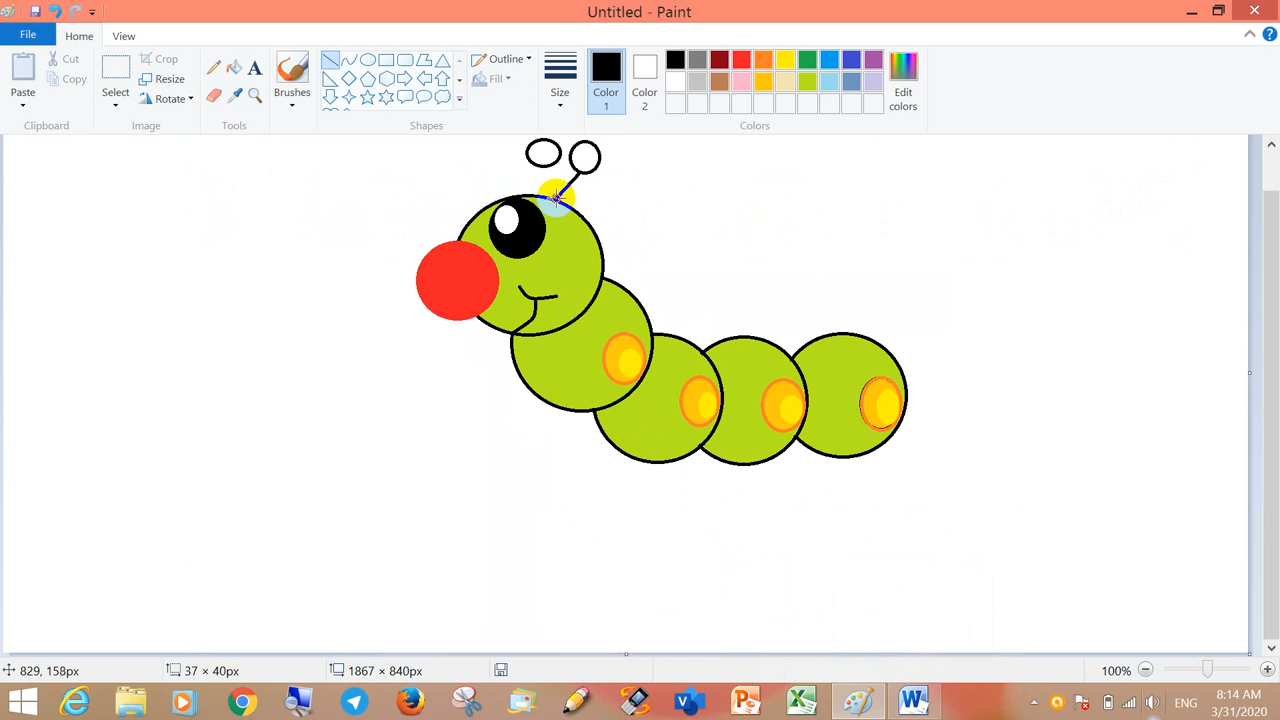 Untitled - Paint
File
Home
View
Paste
Cut
Copy
Clipboard
Select
Crop
Resize
Rotate
Image
A
Tools
Brushes
Shapes
Outline
Fill
Size
Color
1
Color
2
Edit
colors
Colors
829, 158px
37 × 40px
1867 × 840px
100%
ENG
8:14 AM
3/31/2020